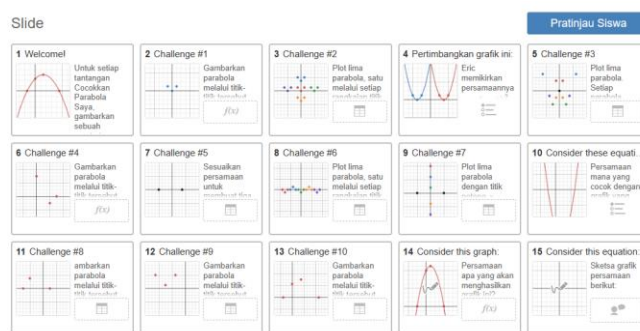 Slide
Pratinjau Siswa
1 Welcome!
Untuk setiap
tantangan
Cocokkan
Parabola
Saya,
gambarkan
sebuah
2 Challenge #1
Gambarkan
parabola
melalui titik-
f(x)
3 Challenge #2
Plot lima
parabola, satu
melalui setiap
4 Pertimbangkan grafik ini:
Eric
memikirkan
persamaannya
5 Challenge #3
Plot lima
parabola.
Setiap
6 Challenge #4
Gambarkan
parabola
melalui titik-
f(x)
7 Challenge #5
Sesuaikan
persamaan
untuk
8 Challenge #6
Plot lima
parabola, satu
melalui setiap
9 Challenge #7
Plot lima
parabola
dengan titik
10 Consider these equati
Persamaan
mana yang
cocok dengan
11 Challenge #8
ambarkan
parabola
melalui titik-
12 Challenge #9
Gambarkan
parabola
melalui titik-
13 Challenge #10
Gambarkan
parabola
melalui titik-
14 Consider this graph:
Persamaan
apa yang akan
menghasilkan
f(x)
15 Consider this equation:
Sketsa grafik
persamaan
berikut